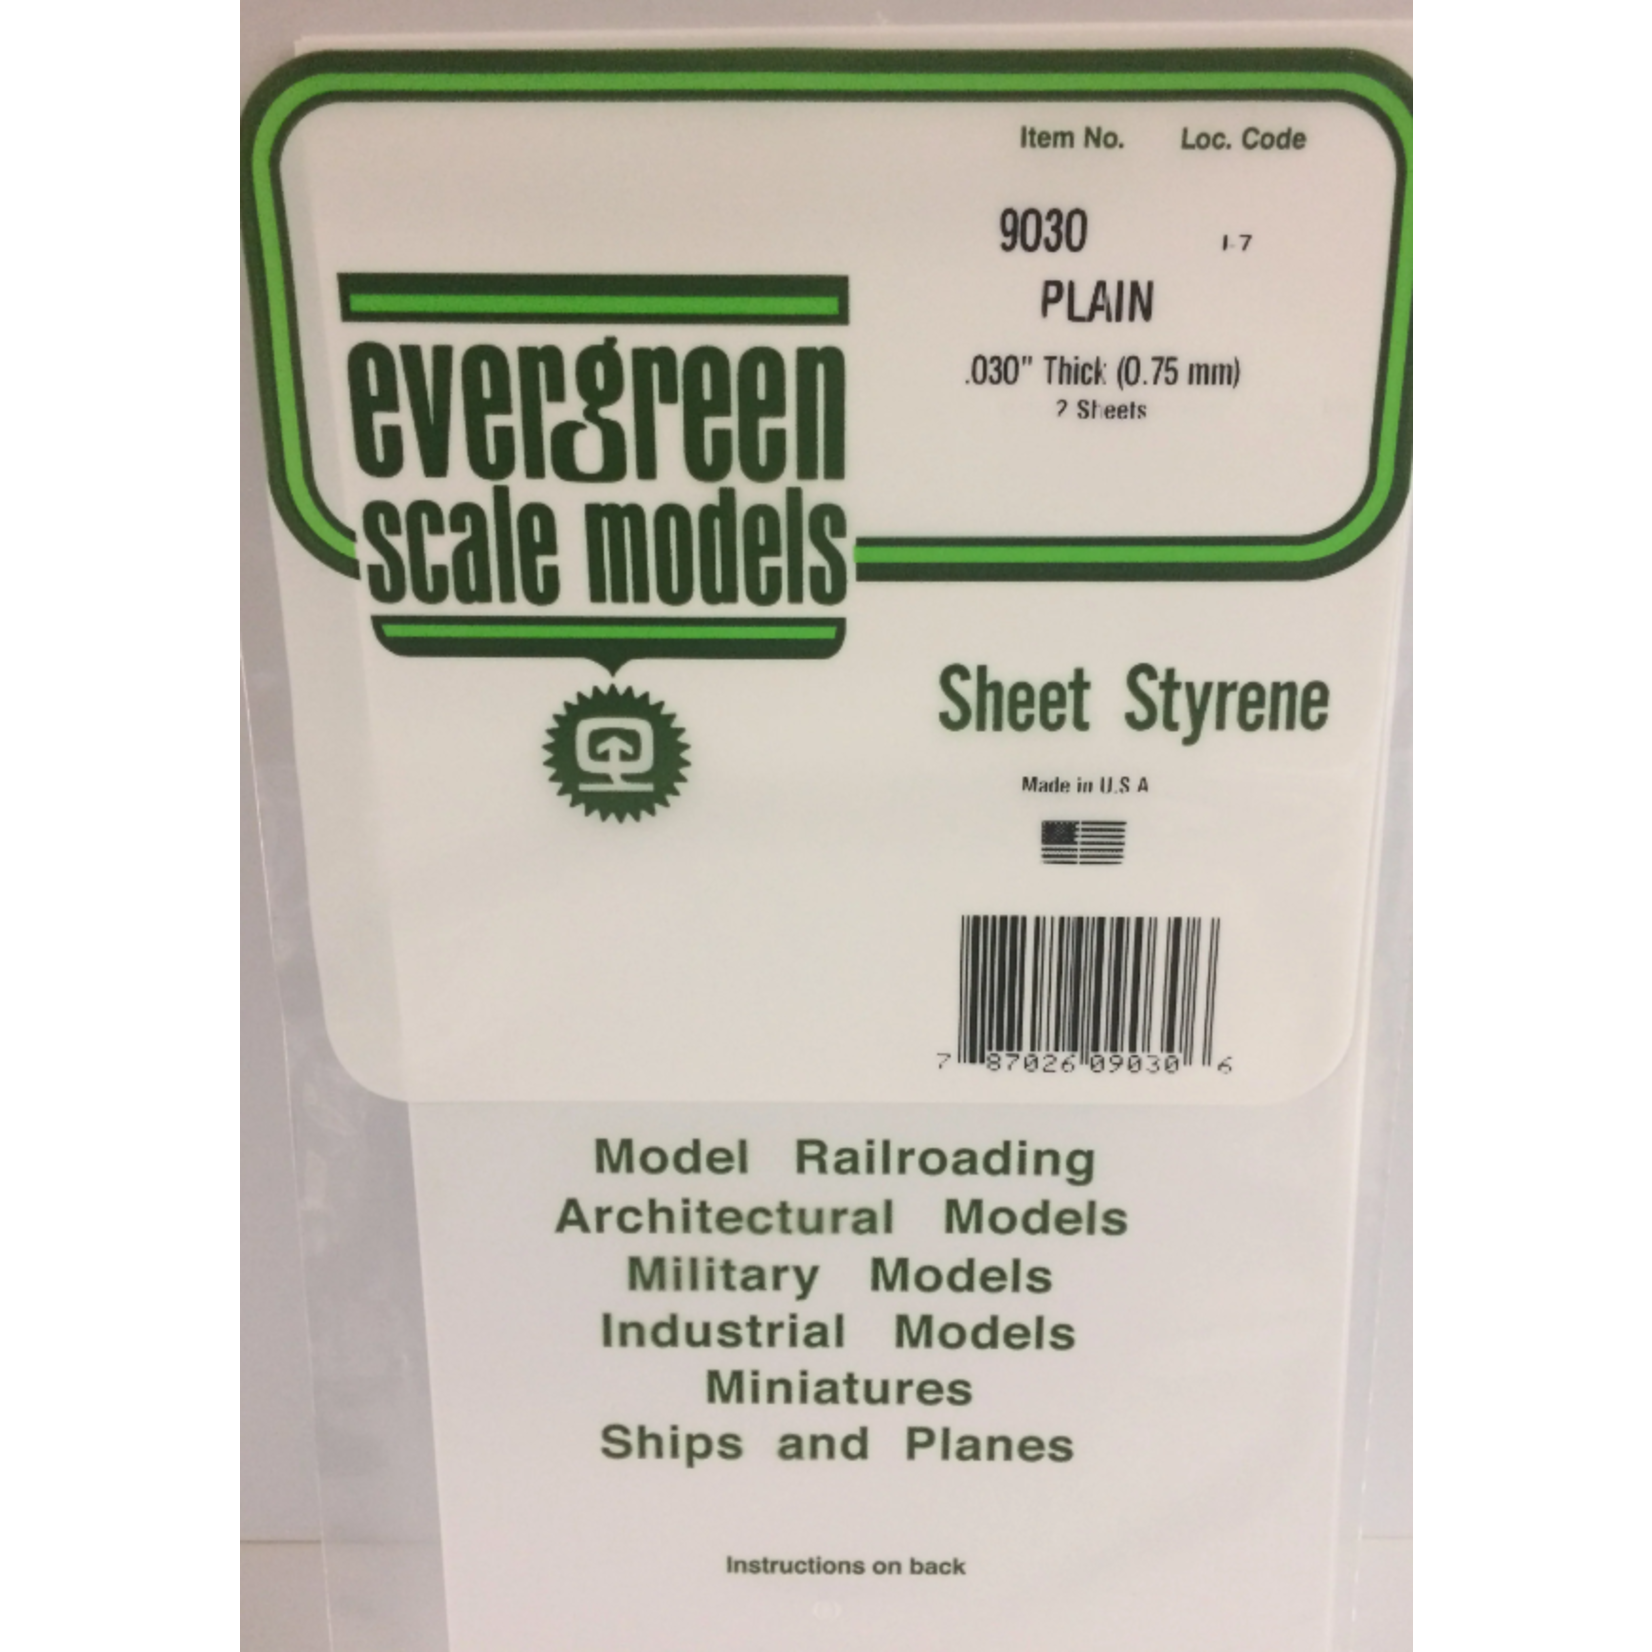 Item No. Loc. Code
9030 I-7
PLAIN
.030" Thick (0.75 mm)
2 Sheets
evergreen
scale models
Sheet Styrene
Made in U.S.A
7 87026 09030 6
Model Railroading
Architectural Models
Military Models
Industrial Models
Miniatures
Ships and Planes
Instructions on back